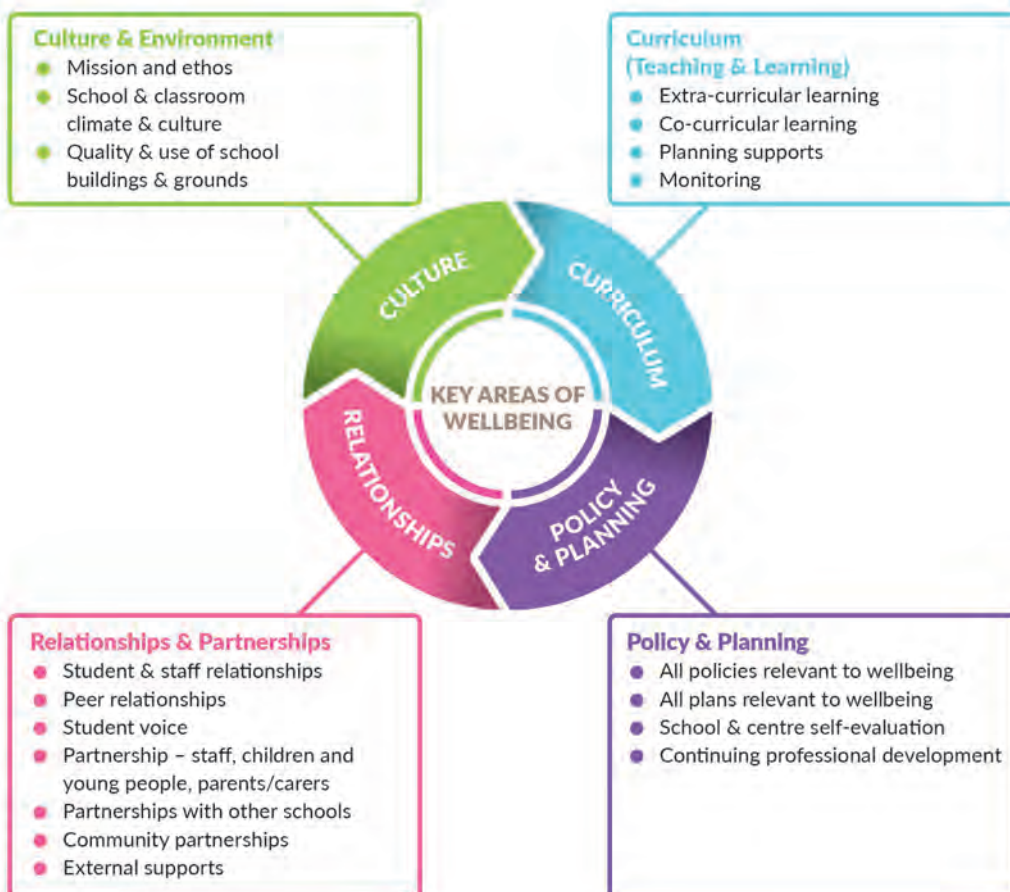 Culture & Environment
Mission and ethos
School & classroom
climate & culture
Quality & use of school
buildings & grounds
Curriculum
(Teaching & Learning)
Extra-curricular learning
Co-curricular learning
Planning supports
Monitoring
CULTURE
CURRICULUM
KEY AREAS OF
WELLBEING
RELATIONSHIPS
POLICY
& PLANNING
Relationships & Partnerships
Student & staff relationships
Peer relationships
Student voice
Partnership – staff, children and
young people, parents/carers
Partnerships with other schools
Community partnerships
External supports
Policy & Planning
All policies relevant to wellbeing
All plans relevant to wellbeing
School & centre self-evaluation
Continuing professional development